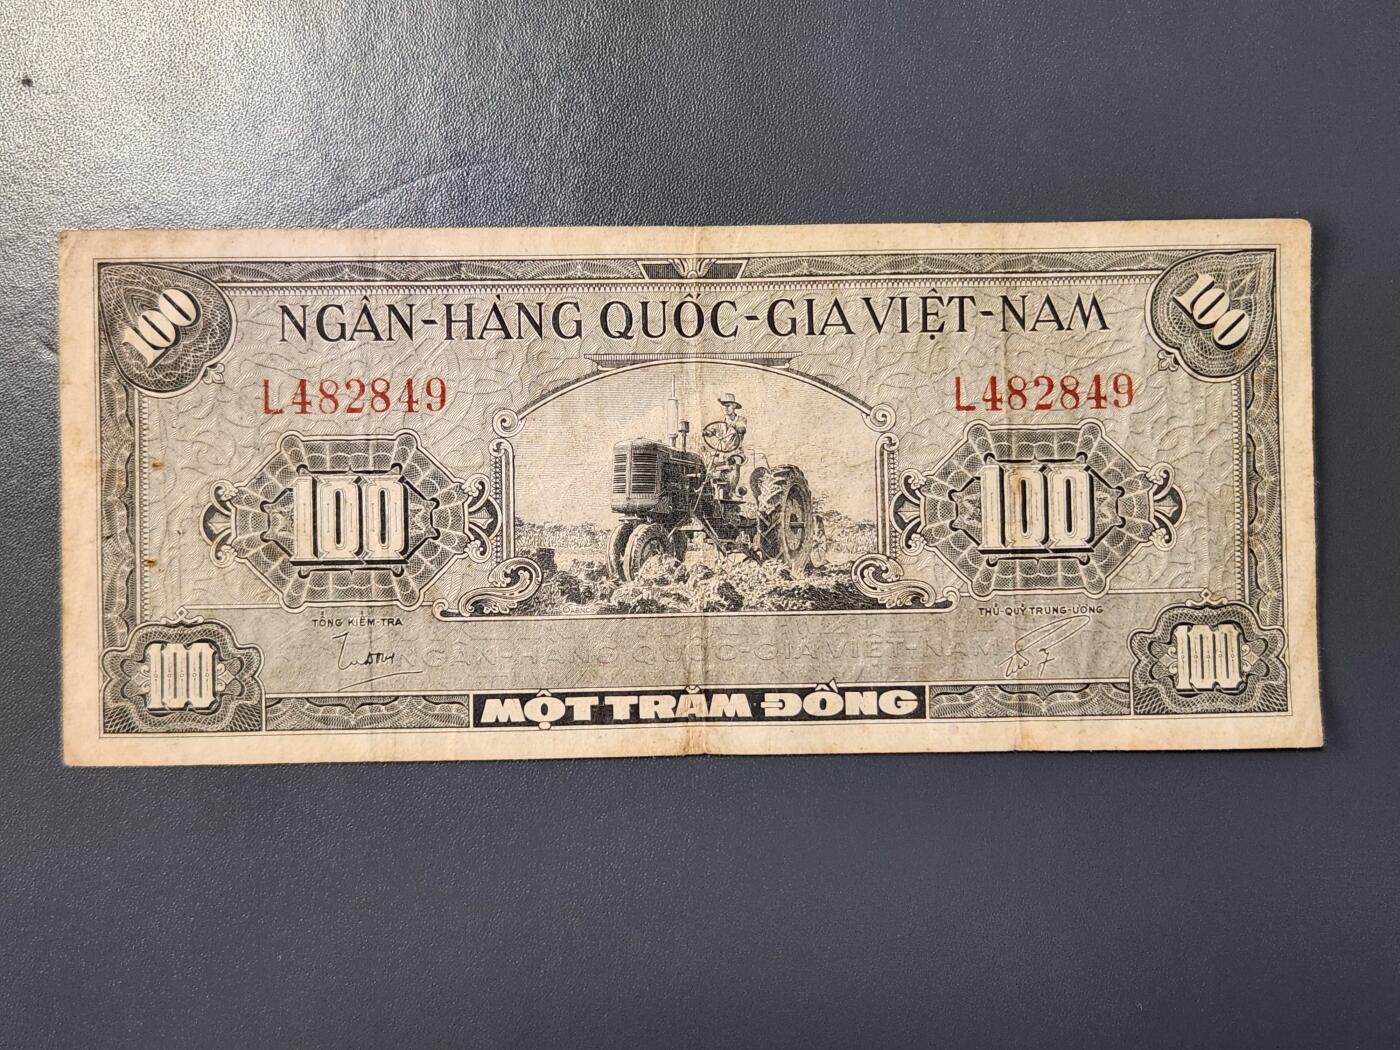 100 100
NGÂN-HÀNG QUỐC-GIA VIỆT-NAM
L482849 L482849
100 100
©ABNCo
TỔNG KIỂM-TRA THỦ-QUỸ TRUNG-ƯƠNG
NGÂN-HÀNG QUỐC-GIA VIỆT-NAM
100 100
MỘT TRĂM ĐỒNG